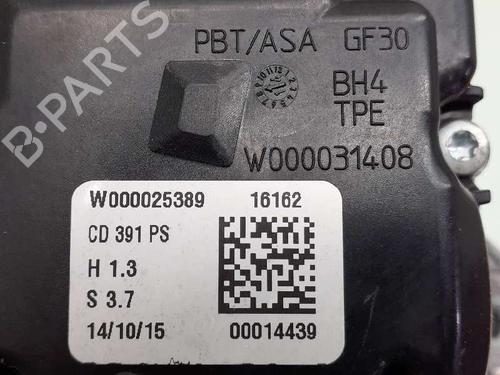 B-PARTS
PBT/ASA GF30
BH4
TPE
W000031408
W000025389 16162
CD 391 PS
H 1.3
S 3.7
14/10/15 00014439